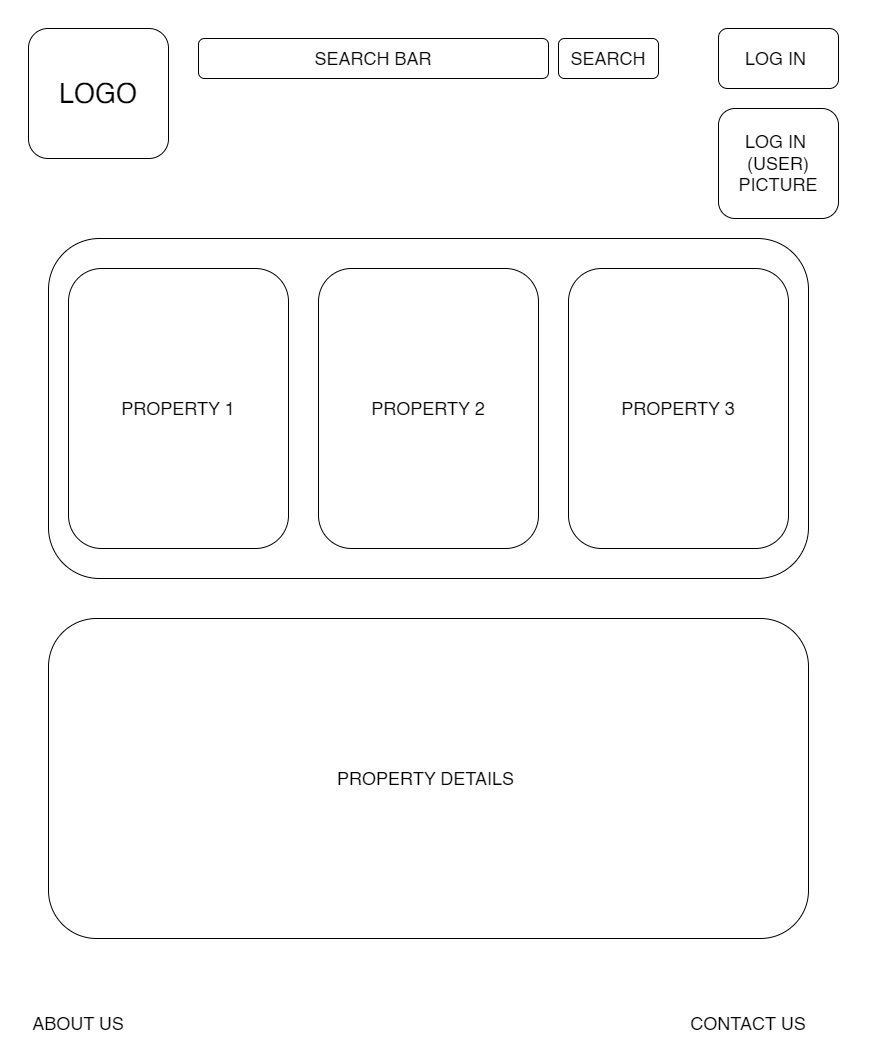 LOGO
SEARCH BAR
SEARCH
LOG IN
LOG IN
(USER)
PICTURE
PROPERTY 1
PROPERTY 2
PROPERTY 3
PROPERTY DETAILS
ABOUT US
CONTACT US